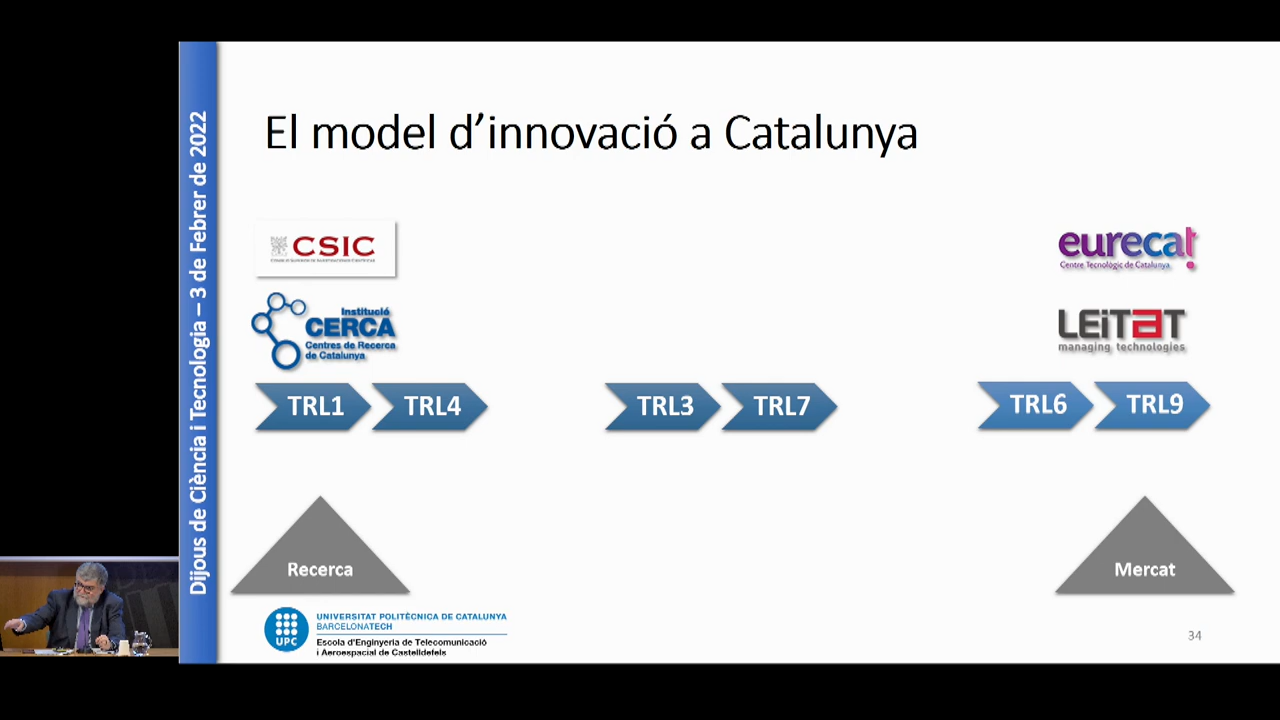 Dijous de Ciència i Tecnologia – 3 de Febrer de 2022
El model d'innovació a Catalunya
CSIC
eurecat
Centre Tecnològic de Catalunya
Institució
CERCA
Centres de Recerca
de Catalunya
LEITAT
managing technologies
TRL1 TRL4 TRL3 TRL7 TRL6 TRL9
Recerca
Mercat
UPC
UNIVERSITAT POLITÈCNICA DE CATALUNYA
BARCELONATECH
Escola d'Enginyeria de Telecomunicació
i Aeroespacial de Castelldefels
34